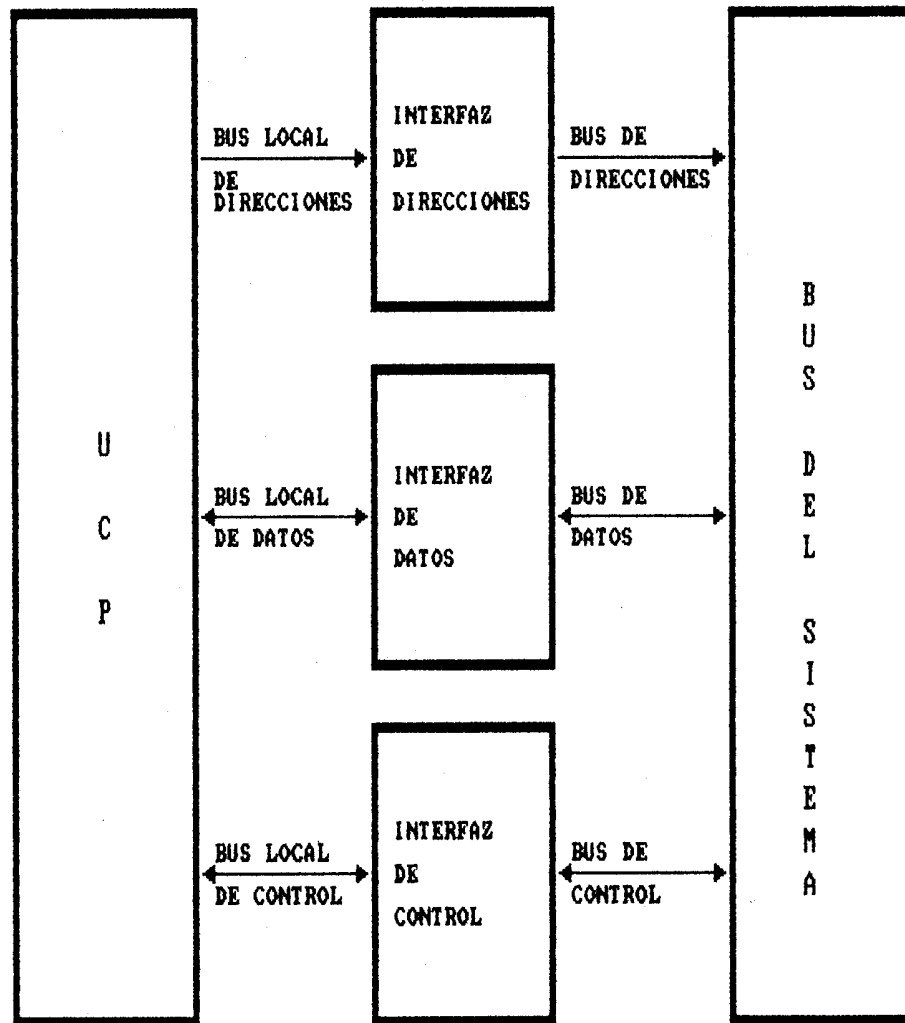 U
C
P
BUS LOCAL
DE
DIRECCIONES
INTERFAZ
DE
DIRECCIONES
BUS DE
DIRECCIONES
BUS LOCAL
DE DATOS
INTERFAZ
DE
DATOS
BUS DE
DATOS
BUS LOCAL
DE CONTROL
INTERFAZ
DE
CONTROL
BUS DE
CONTROL
B
U
S
D
E
L
S
I
S
T
E
M
A